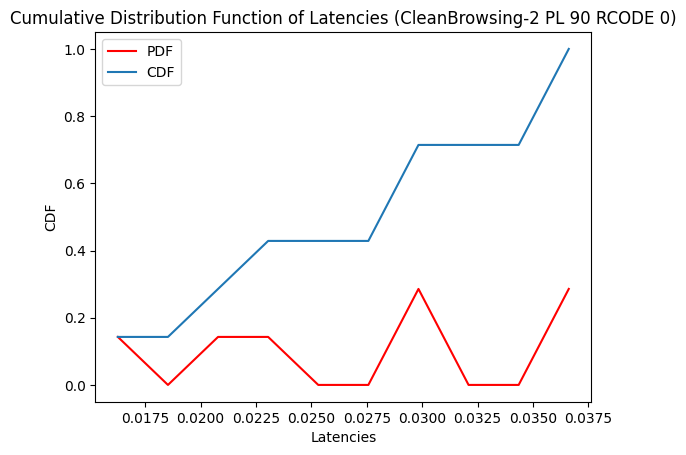 Cumulative Distribution Function of Latencies (CleanBrowsing-2 PL 90 RCODE 0)
PDF
CDF
1.0
0.8
0.6
0.4
0.2
0.0
CDF
0.0175 0.0200 0.0225 0.0250 0.0275 0.0300 0.0325 0.0350 0.0375
Latencies